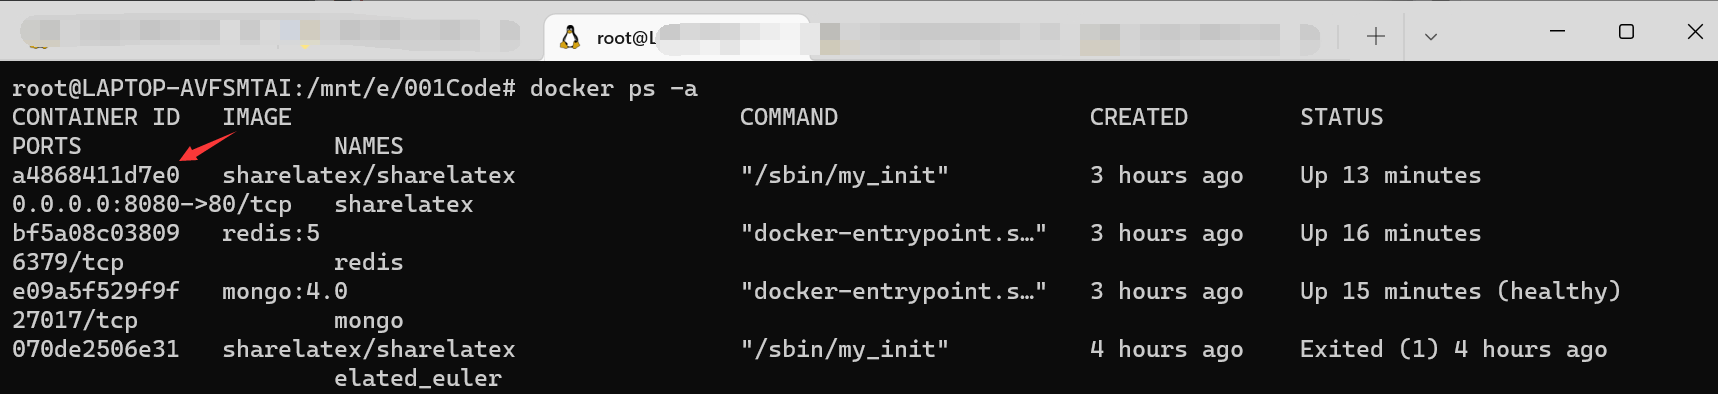 root@L
root@LAPTOP-AVFSMTAI:/mnt/e/001Code# docker ps -a
CONTAINER ID   IMAGE                                COMMAND                  CREATED        STATUS
PORTS                  NAMES
a4868411d7e0   sharelatex/sharelatex                "/sbin/my_init"          3 hours ago    Up 13 minutes
0.0.0.0:8080->80/tcp   sharelatex
bf5a08c03809   redis:5                              "docker-entrypoint.s…"   3 hours ago    Up 16 minutes
6379/tcp               redis
e09a5f529f9f   mongo:4.0                            "docker-entrypoint.s…"   3 hours ago    Up 15 minutes (healthy)
27017/tcp              mongo
070de2506e31   sharelatex/sharelatex                "/sbin/my_init"          4 hours ago    Exited (1) 4 hours ago
                       elated_euler